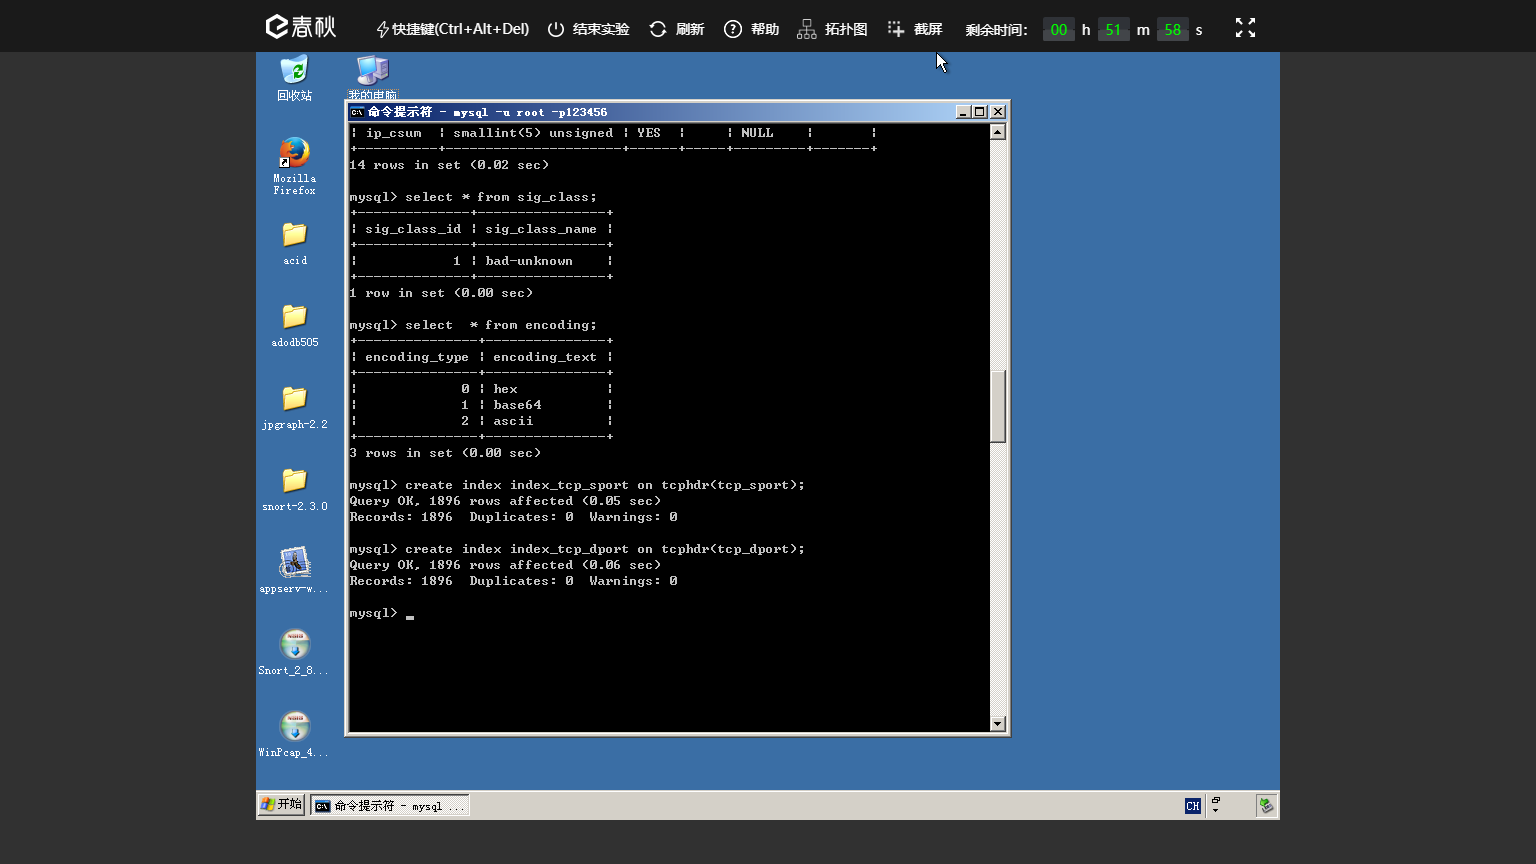 春秋 快捷键(Ctrl+Alt+Del) 结束实验 刷新 帮助 拓扑图 截屏 剩余时间: 00 h 51 m 58 s
回收站
我的电脑
Mozilla
Firefox
acid
adodb505
jpgraph-2.2
snort-2.3.0
appserv-w...
Snort_2_8...
WinPcap_4...
命令提示符 - mysql -u root -p123456
| ip_csum | smallint(5) unsigned | YES | | NULL | |
+----------+----------------------+------+-----+---------+-------+
14 rows in set (0.02 sec)
mysql> select * from sig_class;
+--------------+----------------+
| sig_class_id | sig_class_name |
+--------------+----------------+
| 1 | bad-unknown |
+--------------+----------------+
1 row in set (0.00 sec)
mysql> select  * from encoding;
+---------------+---------------+
| encoding_type | encoding_text |
+---------------+---------------+
| 0 | hex |
| 1 | base64 |
| 2 | ascii |
+---------------+---------------+
3 rows in set (0.00 sec)
mysql> create index index_tcp_sport on tcphdr(tcp_sport);
Query OK, 1896 rows affected (0.05 sec)
Records: 1896  Duplicates: 0  Warnings: 0
mysql> create index index_tcp_dport on tcphdr(tcp_dport);
Query OK, 1896 rows affected (0.06 sec)
Records: 1896  Duplicates: 0  Warnings: 0
mysql> _
开始 命令提示符 - mysql ... CH